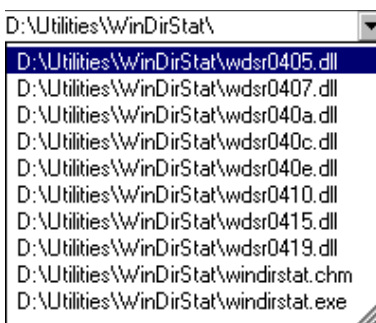 D:\Utilities\WinDirStat\
D:\Utilities\WinDirStat\wdsr0405.dll
D:\Utilities\WinDirStat\wdsr0407.dll
D:\Utilities\WinDirStat\wdsr040a.dll
D:\Utilities\WinDirStat\wdsr040c.dll
D:\Utilities\WinDirStat\wdsr040e.dll
D:\Utilities\WinDirStat\wdsr0410.dll
D:\Utilities\WinDirStat\wdsr0415.dll
D:\Utilities\WinDirStat\wdsr0419.dll
D:\Utilities\WinDirStat\windirstat.chm
D:\Utilities\WinDirStat\windirstat.exe